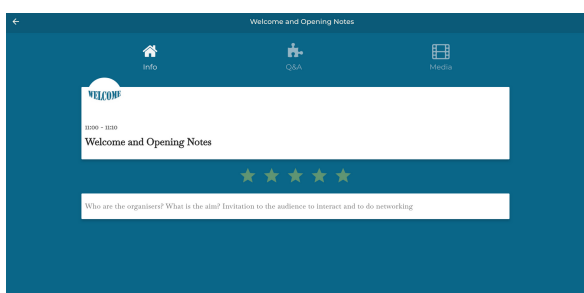 Welcome and Opening Notes
Info
Q&A
Media
WELCOME
11:00 - 11:10
Welcome and Opening Notes
Who are the organisers? What is the aim? Invitation to the audience to interact and to do networking